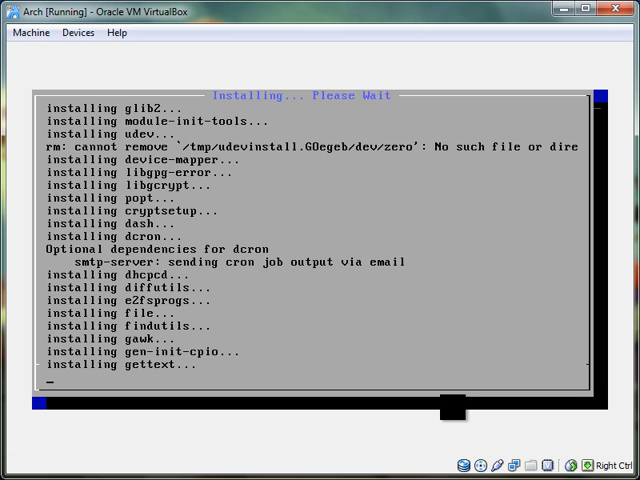 Arch [Running] - Oracle VM VirtualBox
Machine Devices Help
Installing... Please Wait
installing glib2...
installing module-init-tools...
installing udev...
rm: cannot remove `/tmp/udevinstall.GOegeb/dev/zero': No such file or dire
installing device-mapper...
installing libgpg-error...
installing libgcrypt...
installing popt...
installing cryptsetup...
installing dash...
installing dcron...
Optional dependencies for dcron
smtp-server: sending cron job output via email
installing dhcpcd...
installing diffutils...
installing e2fsprogs...
installing file...
installing findutils...
installing gawk...
installing gen-init-cpio...
installing gettext...
Right Ctrl